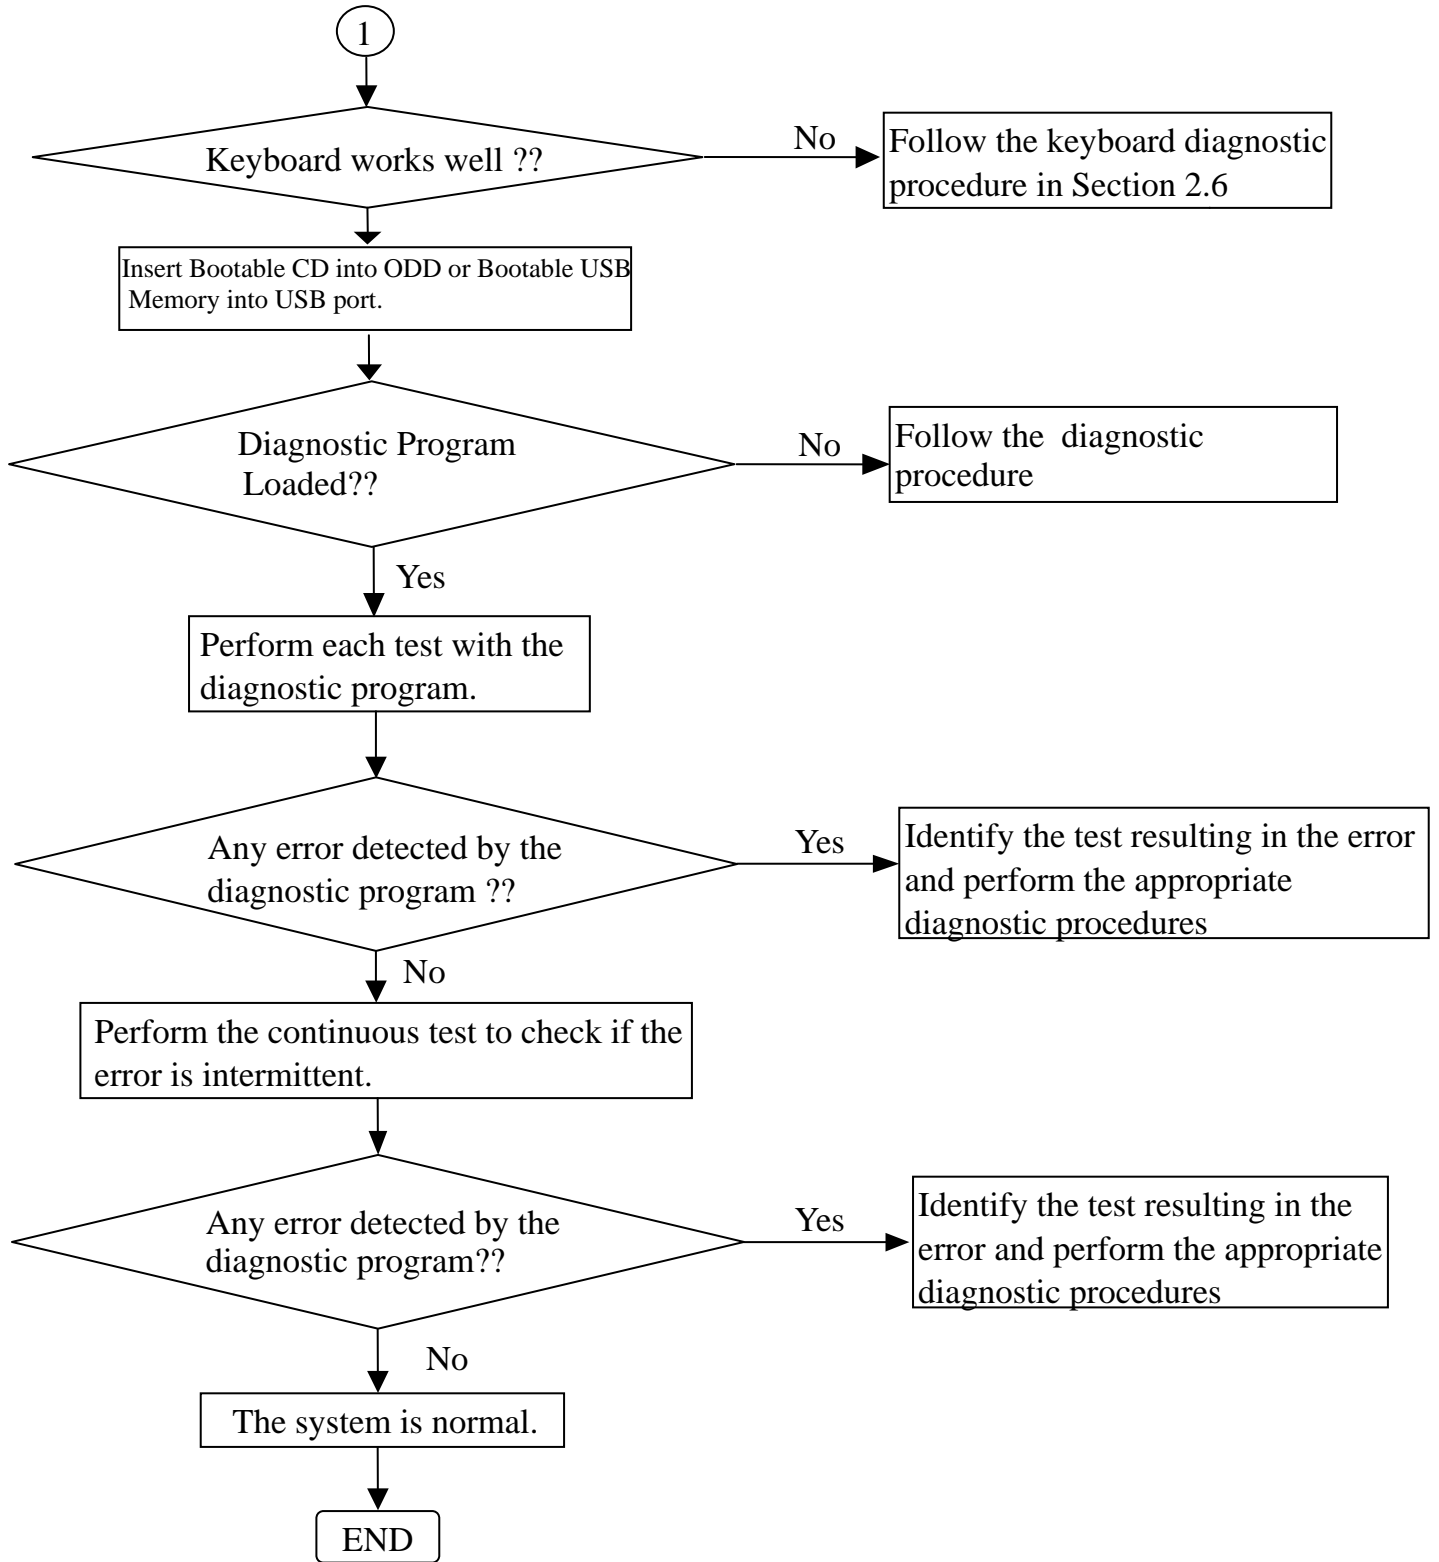 1
Keyboard works well ??
No
Follow the keyboard diagnostic
procedure in Section 2.6
Insert Bootable CD into ODD or Bootable USB
Memory into USB port.
Diagnostic Program
Loaded??
No
Follow the diagnostic
procedure
Yes
Perform each test with the
diagnostic program.
Any error detected by the
diagnostic program ??
Yes
Identify the test resulting in the error
and perform the appropriate
diagnostic procedures
No
Perform the continuous test to check if the
error is intermittent.
Any error detected by the
diagnostic program??
Yes
Identify the test resulting in the
error and perform the appropriate
diagnostic procedures
No
The system is normal.
END